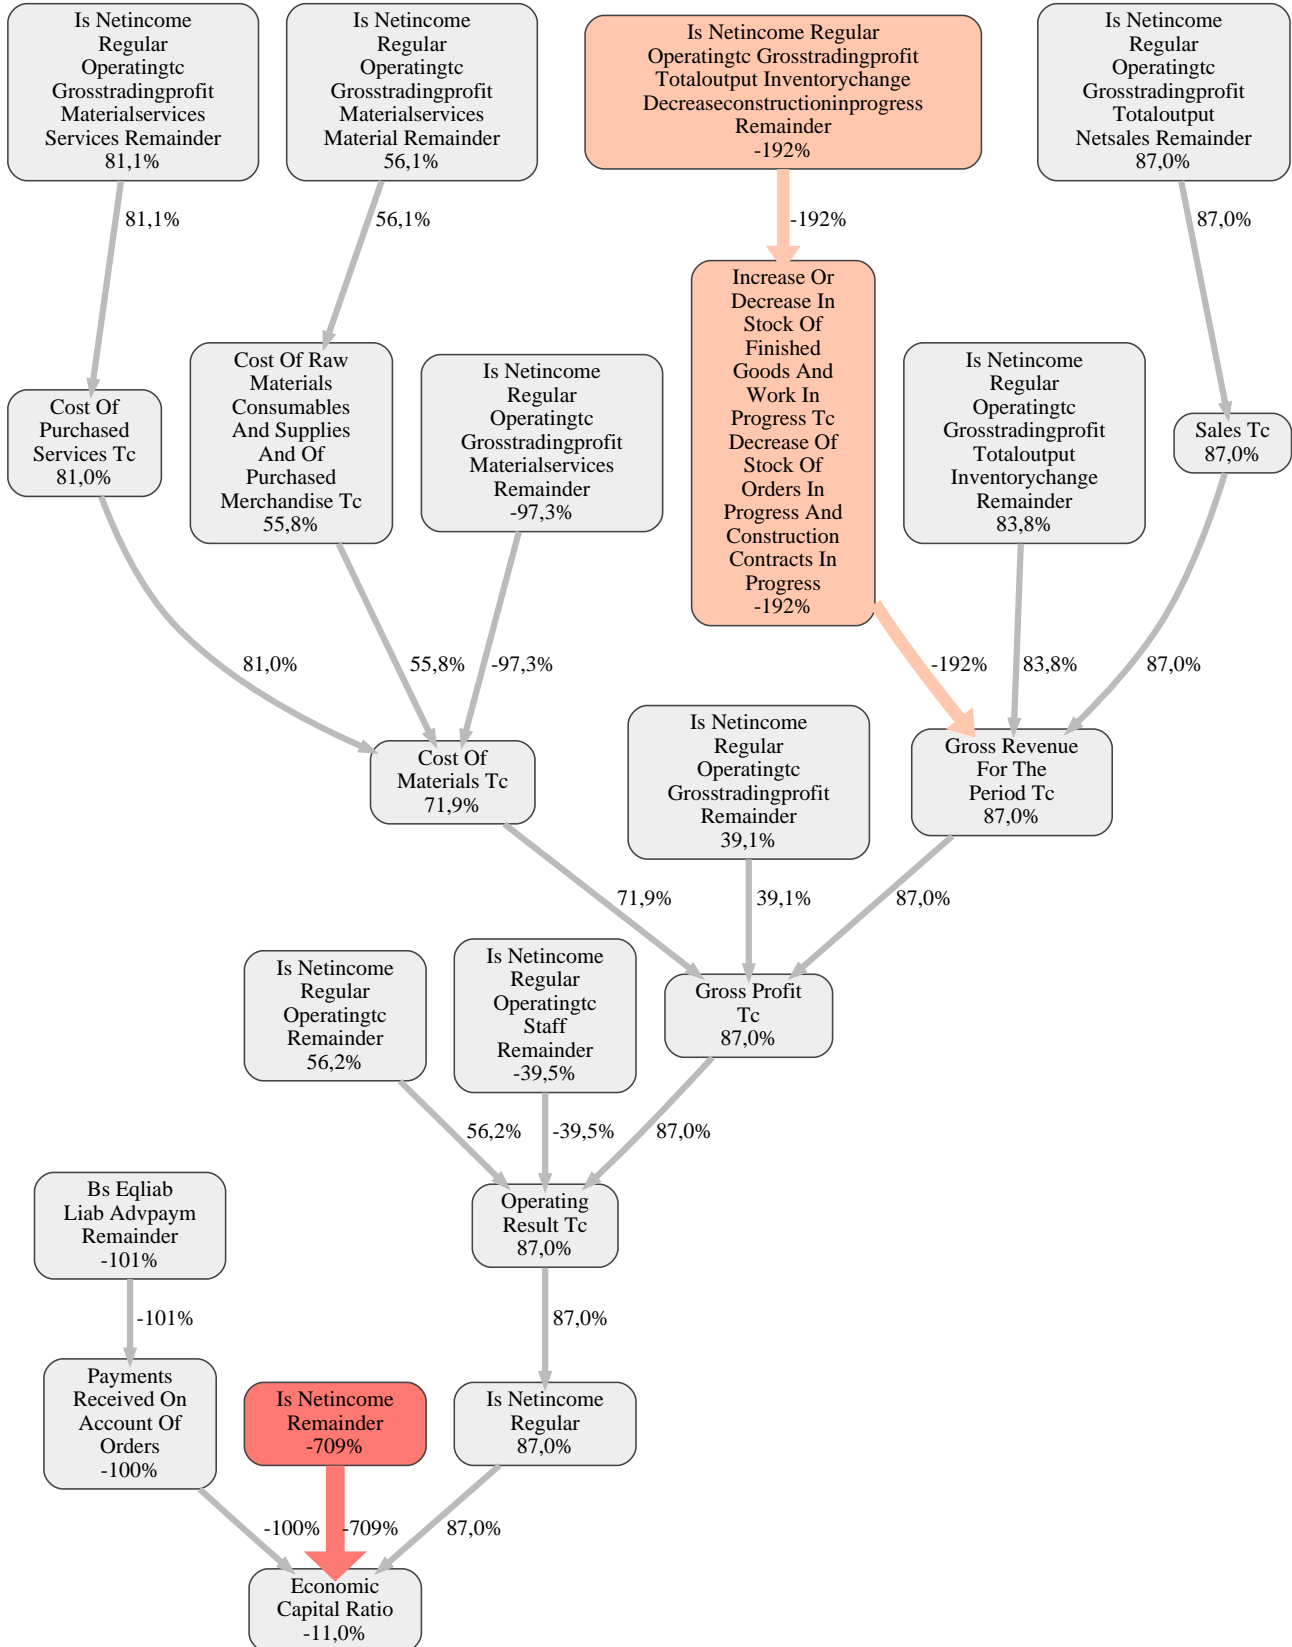 Is Netincome
Regular
Operatingtc
Grosstradingprofit
Materialservices
Services Remainder
81,1%
Is Netincome
Regular
Operatingtc
Grosstradingprofit
Materialservices
Material Remainder
56,1%
Is Netincome Regular
Operatingtc Grosstradingprofit
Totaloutput Inventorychange
Decreaseconstructioninprogress
Remainder
-192%
Is Netincome
Regular
Operatingtc
Grosstradingprofit
Totaloutput
Netsales Remainder
87,0%
81,1%
56,1%
-192%
87,0%
Cost Of
Purchased
Services Tc
81,0%
Cost Of Raw
Materials
Consumables
And Supplies
And Of
Purchased
Merchandise Tc
55,8%
Is Netincome
Regular
Operatingtc
Grosstradingprofit
Materialservices
Remainder
-97,3%
Increase Or
Decrease In
Stock Of
Finished
Goods And
Work In
Progress Tc
Decrease Of
Stock Of
Orders In
Progress And
Construction
Contracts In
Progress
-192%
Is Netincome
Regular
Operatingtc
Grosstradingprofit
Totaloutput
Inventorychange
Remainder
83,8%
Sales Tc
87,0%
81,0%
55,8%
-97,3%
-192%
83,8%
87,0%
Cost Of
Materials Tc
71,9%
Is Netincome
Regular
Operatingtc
Grosstradingprofit
Remainder
39,1%
Gross Revenue
For The
Period Tc
87,0%
71,9%
39,1%
87,0%
Is Netincome
Regular
Operatingtc
Remainder
56,2%
Is Netincome
Regular
Operatingtc
Staff
Remainder
-39,5%
Gross Profit
Tc
87,0%
56,2%
-39,5%
87,0%
Bs Eqliab
Liab Advpaym
Remainder
-101%
Operating
Result Tc
87,0%
-101%
87,0%
Payments
Received On
Account Of
Orders
-100%
Is Netincome
Remainder
-709%
Is Netincome
Regular
87,0%
-100%
-709%
87,0%
Economic
Capital Ratio
-11,0%